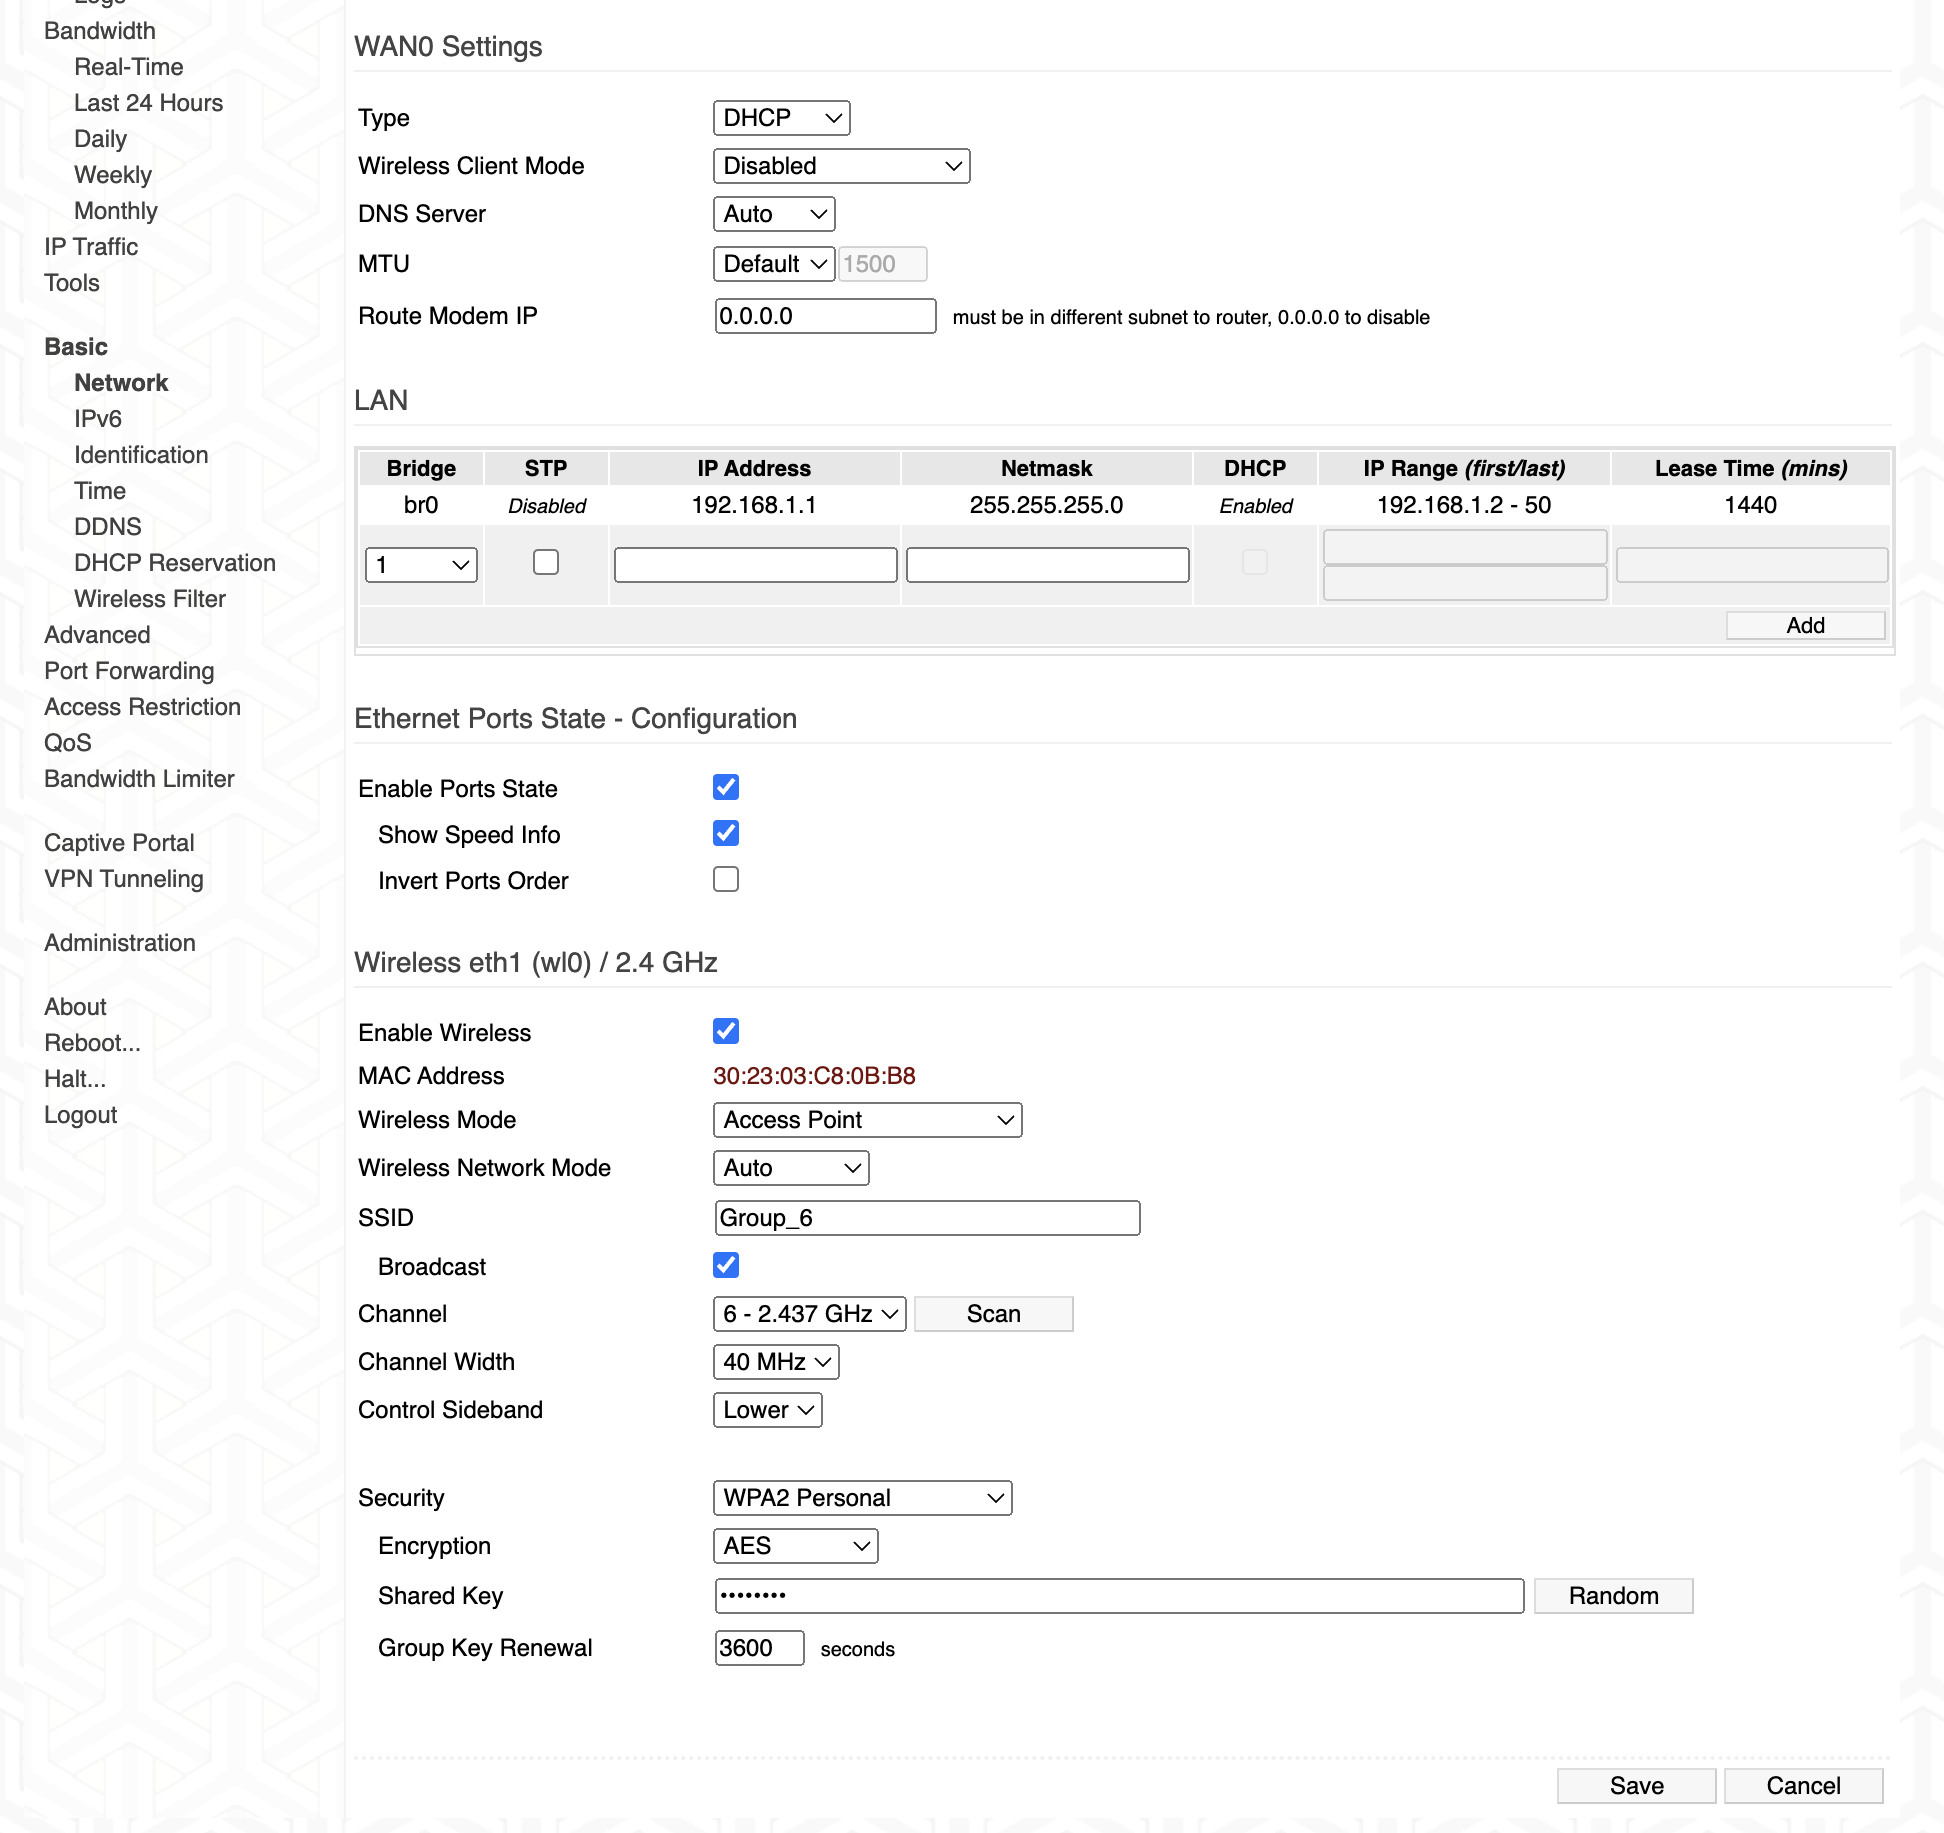 Logs
Bandwidth
Real-Time
Last 24 Hours
Daily
Weekly
Monthly
IP Traffic
Tools
Basic
Network
IPv6
Identification
Time
DDNS
DHCP Reservation
Wireless Filter
Advanced
Port Forwarding
Access Restriction
QoS
Bandwidth Limiter
Captive Portal
VPN Tunneling
Administration
About
Reboot...
Halt...
Logout
WAN0 Settings
Type DHCP
Wireless Client Mode Disabled
DNS Server Auto
MTU Default 1500
Route Modem IP 0.0.0.0 must be in different subnet to router, 0.0.0.0 to disable
LAN
Bridge STP IP Address Netmask DHCP IP Range (first/last) Lease Time (mins)
br0 Disabled 192.168.1.1 255.255.255.0 Enabled 192.168.1.2 - 50 1440
1
Add
Ethernet Ports State - Configuration
Enable Ports State
Show Speed Info
Invert Ports Order
Wireless eth1 (wl0) / 2.4 GHz
Enable Wireless
MAC Address 30:23:03:C8:0B:B8
Wireless Mode Access Point
Wireless Network Mode Auto
SSID Group_6
Broadcast
Channel 6 - 2.437 GHz Scan
Channel Width 40 MHz
Control Sideband Lower
Security WPA2 Personal
Encryption AES
Shared Key •••••••• Random
Group Key Renewal 3600 seconds
Save Cancel